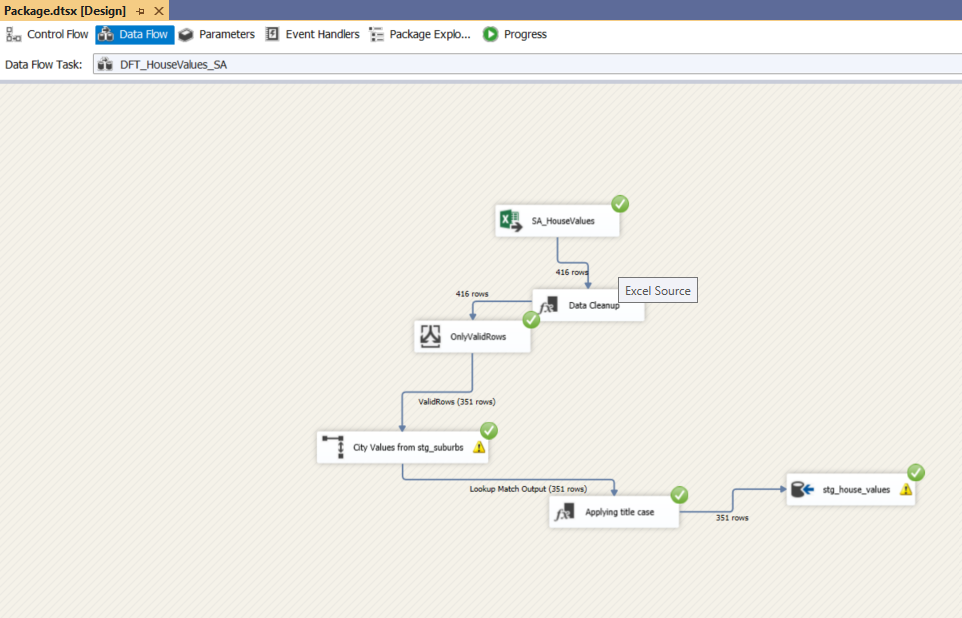 Package.dtsx [Design]
Control Flow Data Flow Parameters Event Handlers Package Explo... Progress
Data Flow Task: DFT_HouseValues_SA
SA_HouseValues
416 rows
Excel Source
416 rows
Data Cleanup
OnlyValidRows
ValidRows (351 rows)
City Values from stg_suburbs
Lookup Match Output (351 rows)
stg_house_values
Applying title case
351 rows